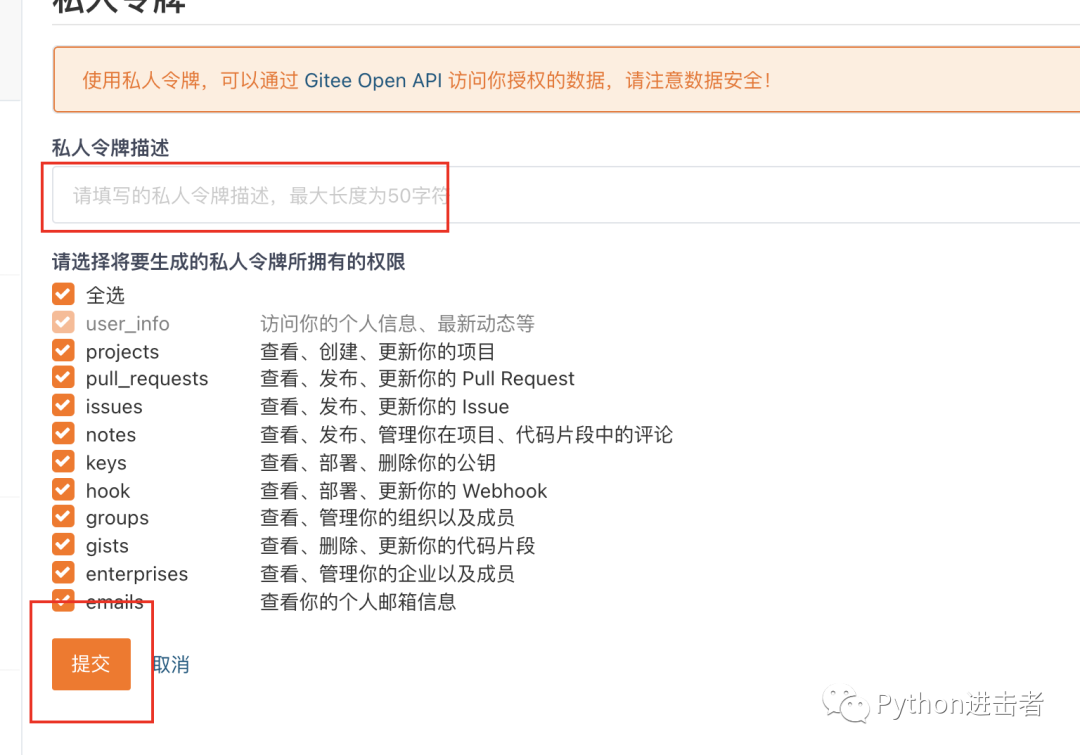 私人令牌
使用私人令牌，可以通过 Gitee Open API 访问你授权的数据，请注意数据安全！
私人令牌描述
请填写的私人令牌描述，最大长度为50字符
请选择将要生成的私人令牌所拥有的权限
全选
user_info 访问你的个人信息、最新动态等
projects 查看、创建、更新你的项目
pull_requests 查看、发布、更新你的 Pull Request
issues 查看、发布、更新你的 Issue
notes 查看、发布、管理你在项目、代码片段中的评论
keys 查看、部署、删除你的公钥
hook 查看、部署、更新你的 Webhook
groups 查看、管理你的组织以及成员
gists 查看、删除、更新你的代码片段
enterprises 查看、管理你的企业以及成员
emails 查看你的个人邮箱信息
提交 取消
Python进击者